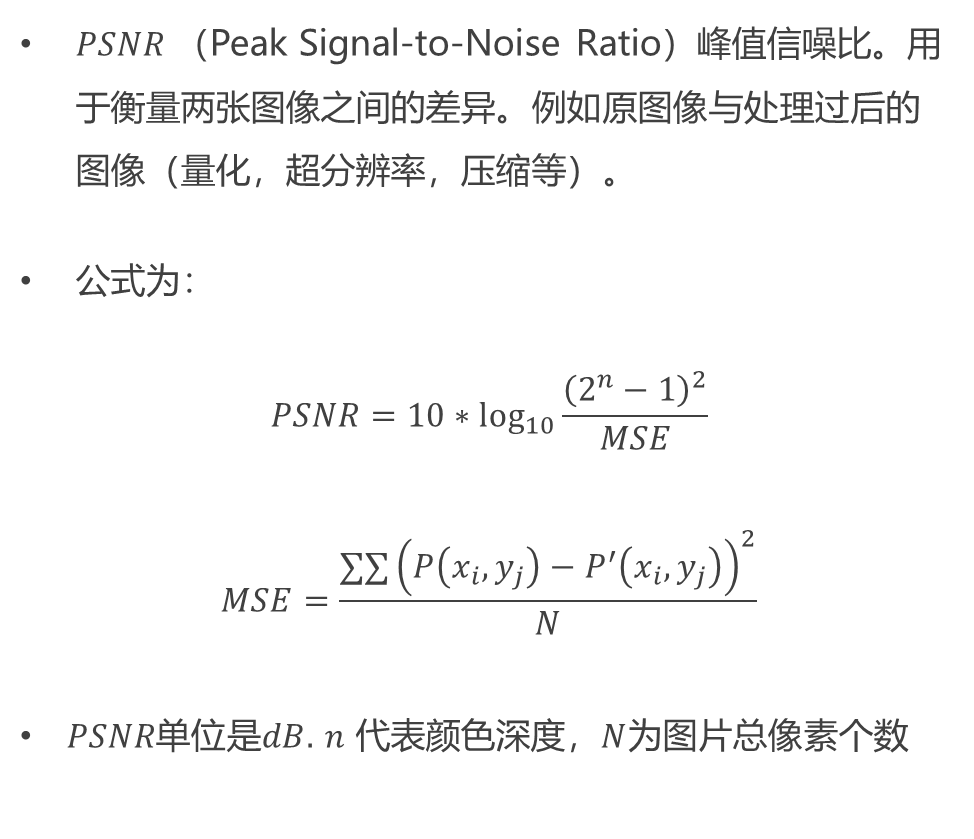 • PSNR （Peak Signal-to-Noise Ratio）峰值信噪比。用
于衡量两张图像之间的差异。例如原图像与处理过后的
图像（量化，超分辨率，压缩等）。
• 公式为：
PSNR = 10 * log₁₀ (2ⁿ − 1)² / MSE
MSE = ∑∑(P(xᵢ, yⱼ) − P′(xᵢ, yⱼ))² / N
• PSNR单位是dB. n 代表颜色深度，N为图片总像素个数